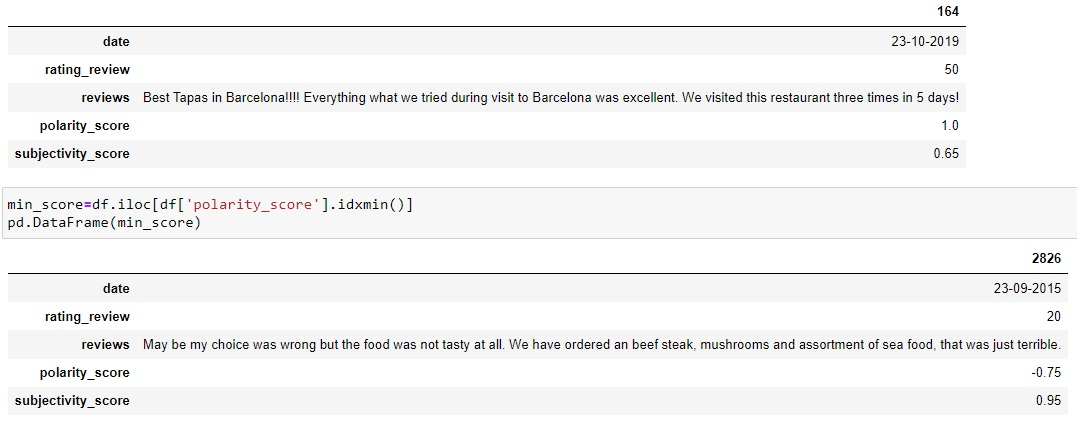 164
date 23-10-2019
rating_review 50
reviews Best Tapas in Barcelona!!!! Everything what we tried during visit to Barcelona was excellent. We visited this restaurant three times in 5 days!
polarity_score 1.0
subjectivity_score 0.65
min_score=df.iloc[df['polarity_score'].idxmin()]
pd.DataFrame(min_score)
2826
date 23-09-2015
rating_review 20
reviews May be my choice was wrong but the food was not tasty at all. We have ordered an beef steak, mushrooms and assortment of sea food, that was just terrible.
polarity_score -0.75
subjectivity_score 0.95